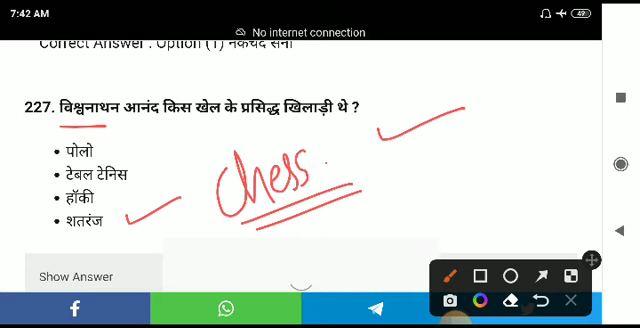 7:42 AM
49
No internet connection
Correct Answer : Option (1) नेकचंद सैनी
227. विश्वनाथन आनंद किस खेल के प्रसिद्ध खिलाड़ी थे ?
• पोलो
• टेबल टेनिस
• हॉकी
• शतरंज
Chess.
Show Answer